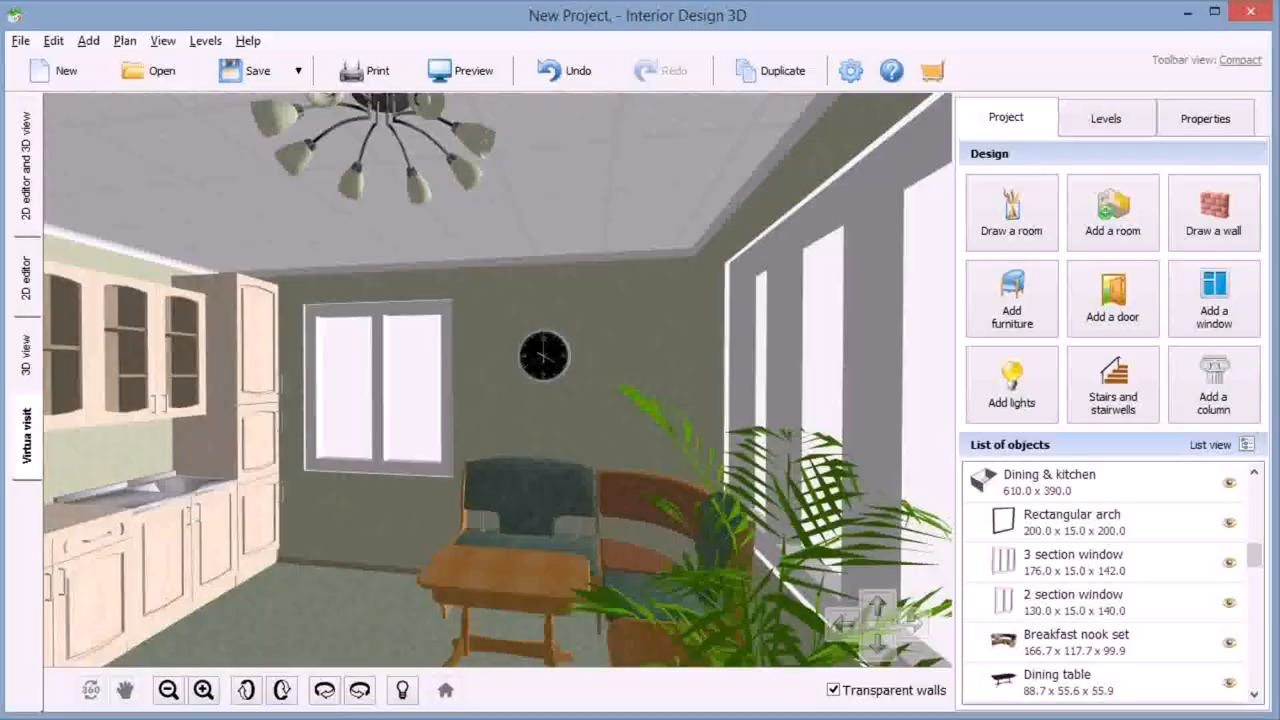 New Project, - Interior Design 3D
File Edit Add Plan View Levels Help
New Open Save Print Preview Undo Redo Duplicate
Toolbar view: Compact
2D editor and 3D view
2D editor
3D view
Virtua visit
Project Levels Properties
Design
Draw a room Add a room Draw a wall
Add furniture Add a door Add a window
Add lights Stairs and stairwells Add a column
List of objects List view
Dining & kitchen
610.0 x 390.0
Rectangular arch
200.0 x 15.0 x 200.0
3 section window
176.0 x 15.0 x 142.0
2 section window
130.0 x 15.0 x 140.0
Breakfast nook set
166.7 x 117.7 x 99.9
Dining table
88.7 x 55.6 x 55.9
360
Transparent walls